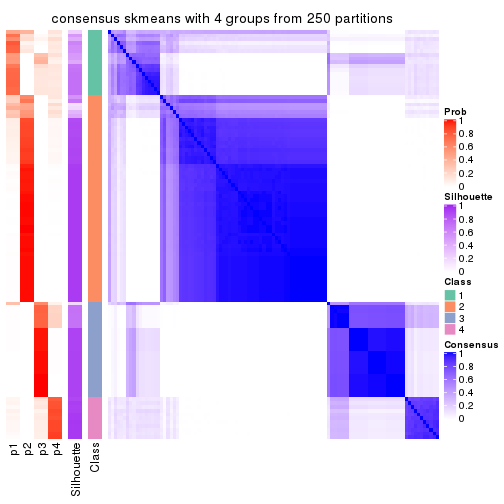 consensus skmeans with 4 groups from 250 partitions
Prob
1
0.8
0.6
0.4
0.2
0
Silhouette
1
0.8
0.6
0.4
0.2
0
Class
1
2
3
4
Consensus
1
0.8
0.6
0.4
0.2
0
p1
p2
p3
p4
Silhouette
Class